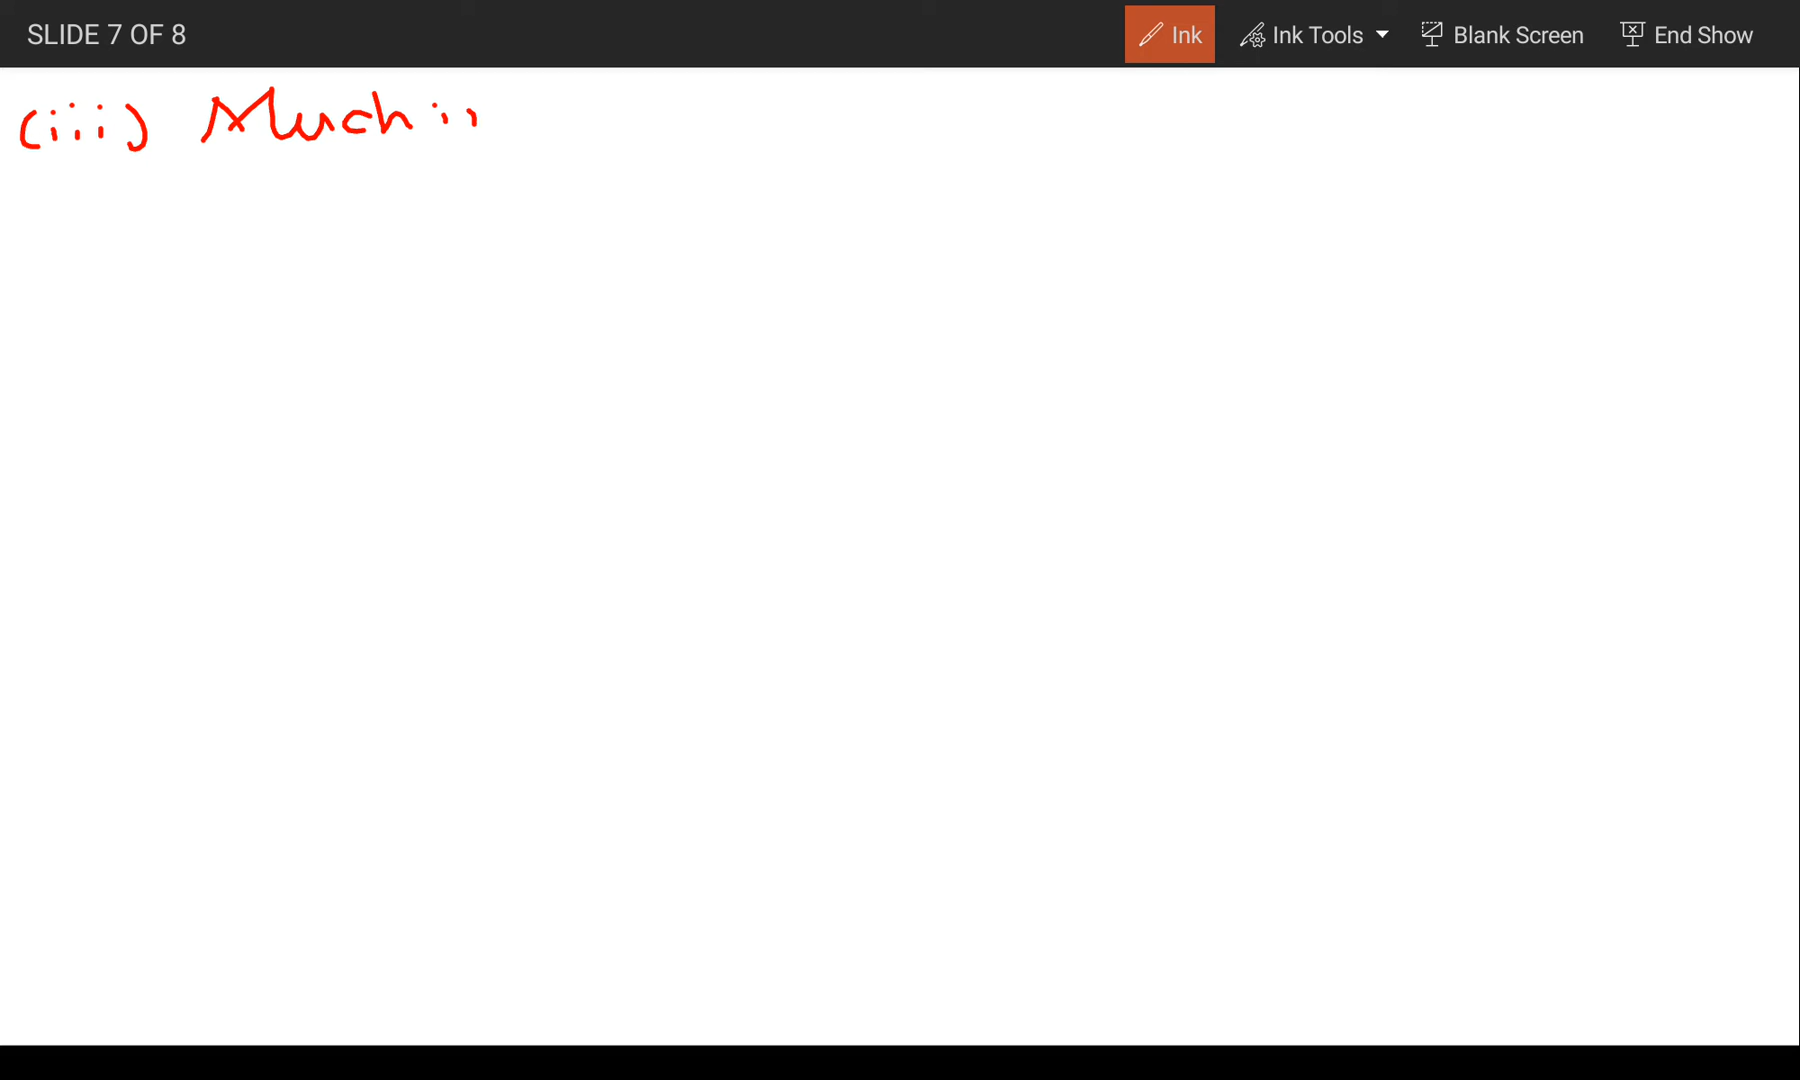 SLIDE 7 OF 8 Ink Ink Tools Blank Screen End Show
(iii) Much